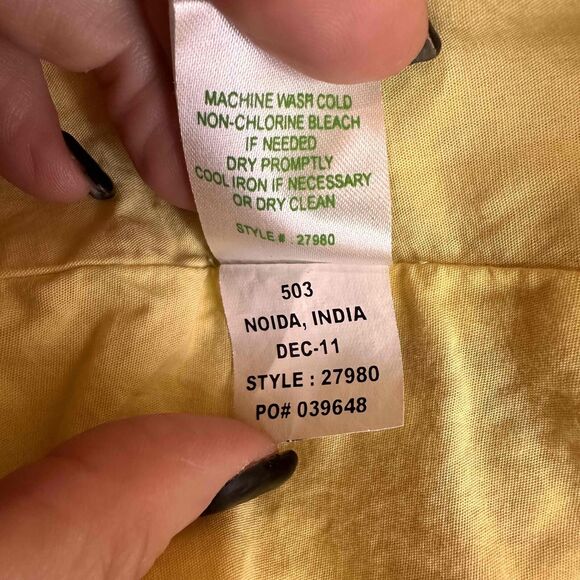 MACHINE WASH COLD
NON-CHLORINE BLEACH
IF NEEDED
DRY PROMPTLY
COOL IRON IF NECESSARY
OR DRY CLEAN
STYLE # : 27980
503
NOIDA, INDIA
DEC-11
STYLE : 27980
PO# 039648